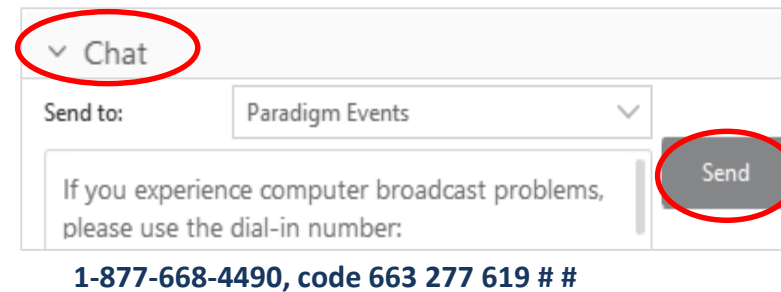 Chat
Send to:
Paradigm Events
Send
If you experience computer broadcast problems,
please use the dial-in number:
1-877-668-4490, code 663 277 619 # #